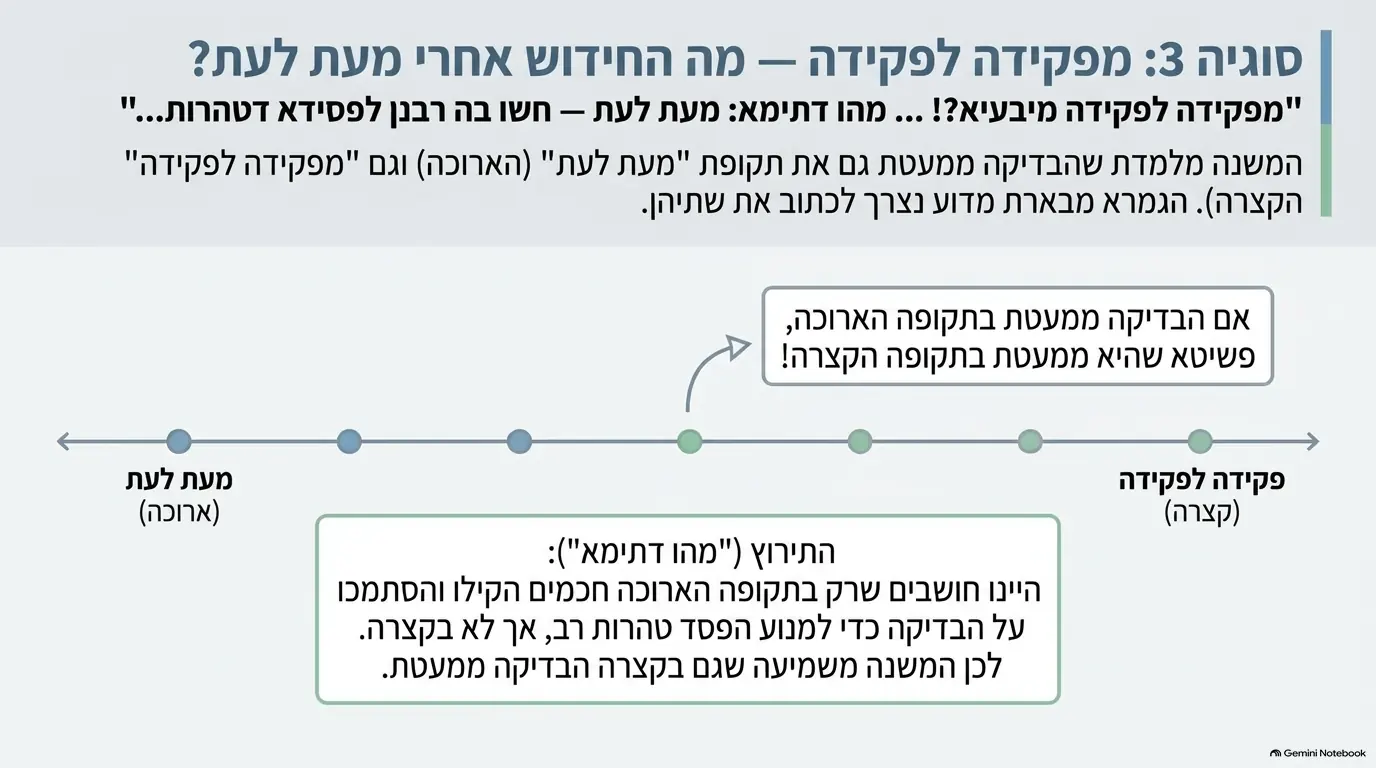 סוגיה 3: מפקידה לפקידה — מה החידוש אחרי מעת לעת?
"מפקידה לפקידה מיבעיא?! ... מהו דתימא: מעת לעת — חשו בה רבנן לפסידא דטהרות..."
המשנה מלמדת שהבדיקה ממעטת גם את תקופת "מעת לעת" (הארוכה) וגם "מפקידה לפקידה"
הקצרה). הגמרא מבארת מדוע נצרך לכתוב את שתיהן.
אם הבדיקה ממעטת בתקופה הארוכה,
פשיטא שהיא ממעטת בתקופה הקצרה!
פקידה לפקידה
(קצרה)
מעת לעת
(ארוכה)
התירוץ ("מהו דתימא"):
היינו חושבים שרק בתקופה הארוכה חכמים הקילו והסתמכו
על הבדיקה כדי למנוע הפסד טהרות רב, אך לא בקצרה.
לכן המשנה משמיעה שגם בקצרה הבדיקה ממעטת.
Gemini Notebook